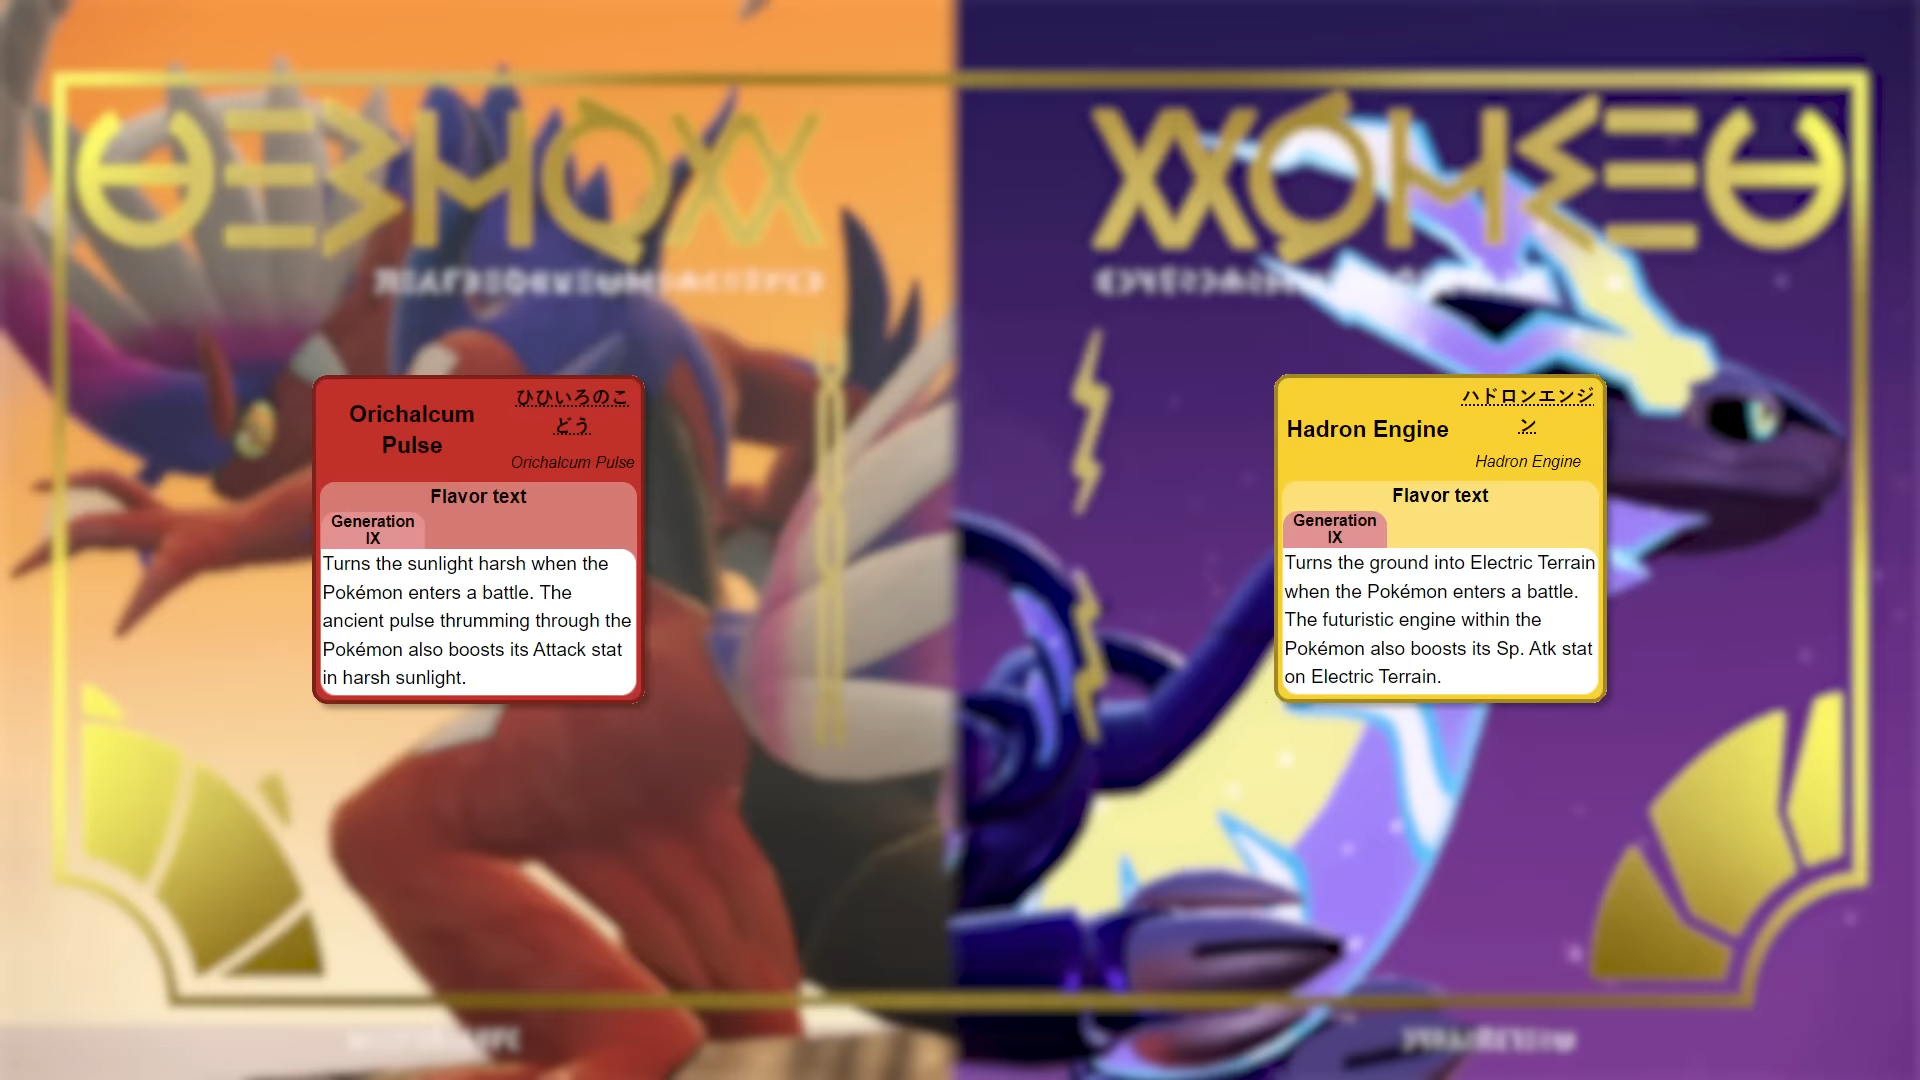 Orichalcum
Pulse
ひひいろのこ
どう
Orichalcum Pulse
Flavor text
Generation
IX
Turns the sunlight harsh when the
Pokémon enters a battle. The
ancient pulse thrumming through the
Pokémon also boosts its Attack stat
in harsh sunlight.
Hadron Engine
ハドロンエンジ
ン
Hadron Engine
Flavor text
Generation
IX
Turns the ground into Electric Terrain
when the Pokémon enters a battle.
The futuristic engine within the
Pokémon also boosts its Sp. Atk stat
on Electric Terrain.